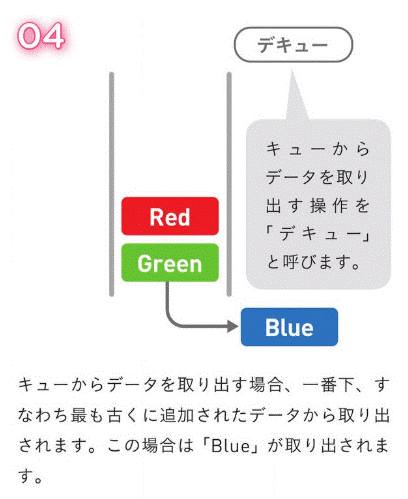 04
デキュー
キューから
データを取り
出す操作を
「デキュー」
と呼びます。
Red
Green
Blue
キューからデータを取り出す場合、一番下、す
なわち最も古くに追加されたデータから取り出
されます。この場合は「Blue」が取り出されま
す。